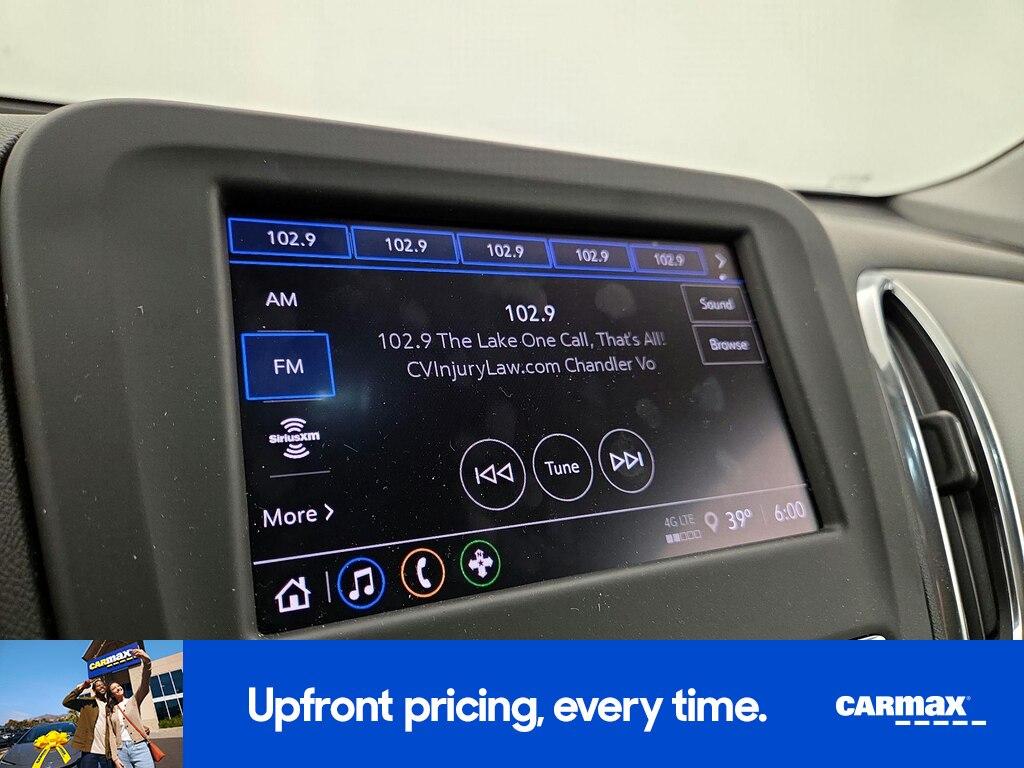 102.9 102.9 102.9 102.9 102.9
AM
102.9
Sound
102.9 The Lake One Call, That's All!
Browse
FM
CVInjuryLaw.com Chandler Vo
SiriusXM
Tune
More
4G LTE 39° 6:00
CARMAX
Upfront pricing, every time.
CARMAX